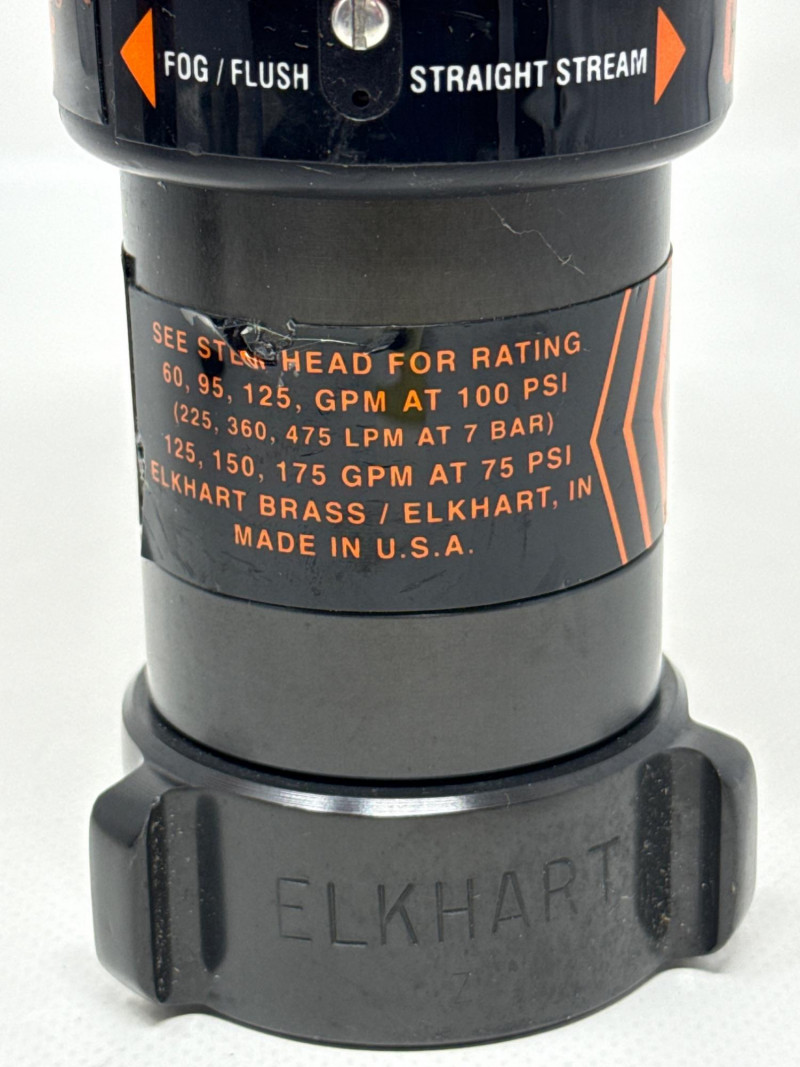 FOG / FLUSH
STRAIGHT STREAM
SEE STEM HEAD FOR RATING
60, 95, 125, GPM AT 100 PSI
(225, 360, 475 LPM AT 7 BAR)
125, 150, 175 GPM AT 75 PSI
ELKHART BRASS / ELKHART, IN
MADE IN U.S.A.
ELKHART